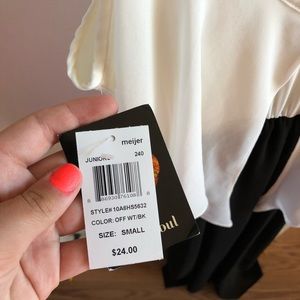 meijer
JUNIORS
240
STYLE# 10A8HS5632
COLOR: OFF WT/BK
SIZE: SMALL
$24.00